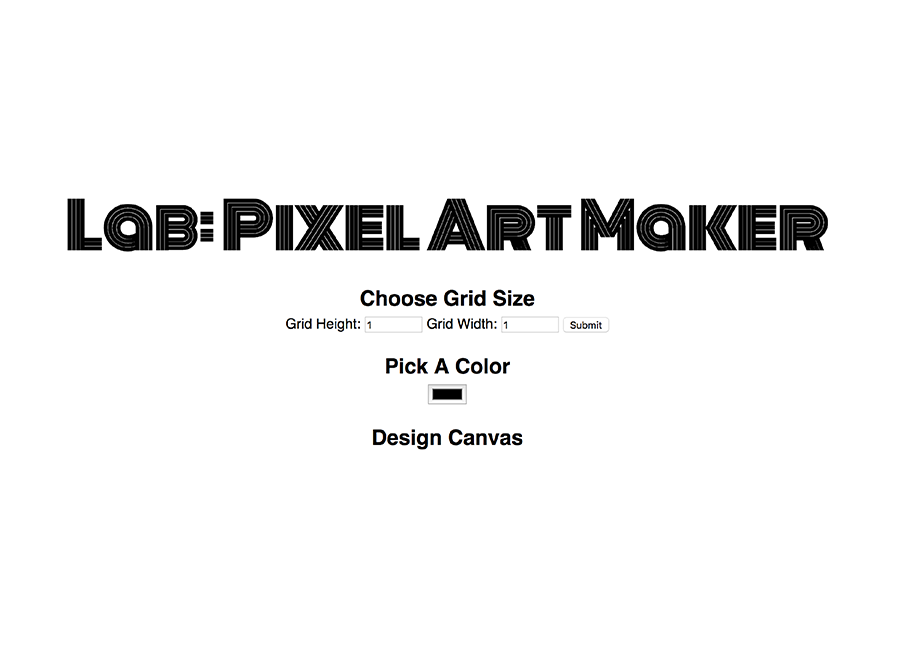 Lab: Pixel Art Maker
Choose Grid Size
Grid Height: 1 Grid Width: 1 Submit
Pick A Color
Design Canvas